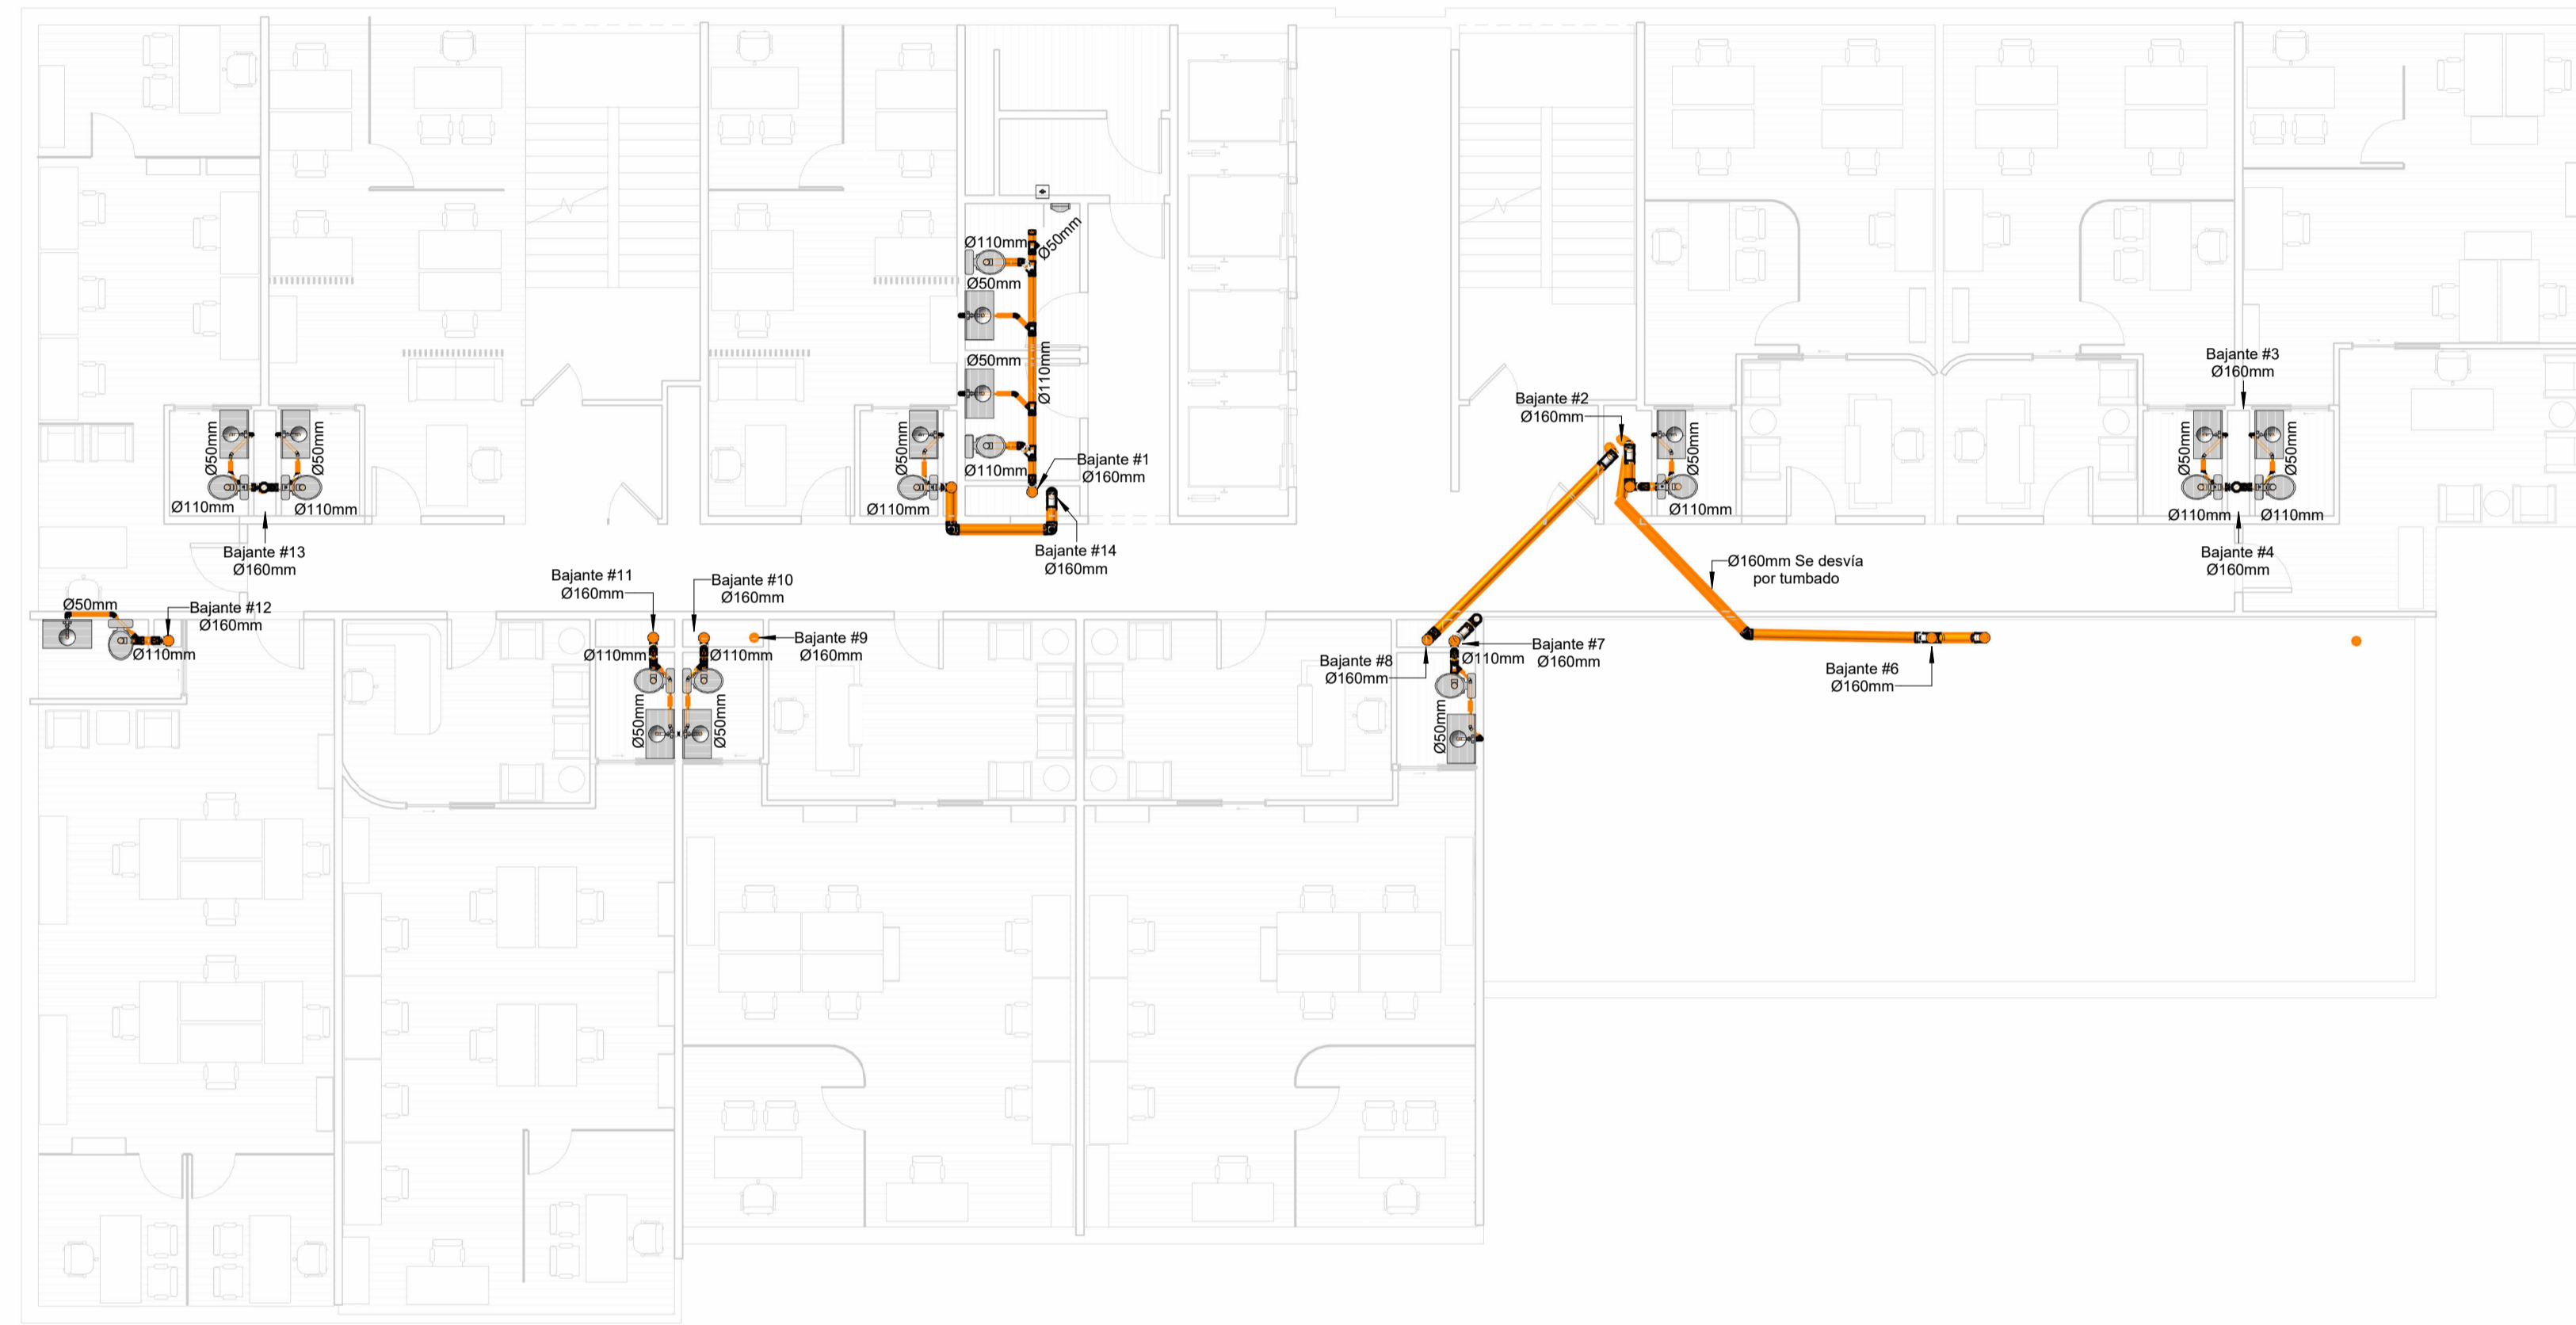 Ø110mm
Ø50mm
Ø50mm
Ø50mm
Ø110mm
Ø110mm
Bajante #1
Ø160mm
Ø50mm
Ø110mm
Bajante #14
Ø160mm
Ø50mm
Ø50mm
Ø110mm
Ø110mm
Bajante #13
Ø160mm
Bajante #2
Ø160mm
Ø50mm
Ø110mm
Bajante #3
Ø160mm
Ø50mm
Ø50mm
Ø110mm
Ø110mm
Bajante #4
Ø160mm
Ø160mm Se desvía
por tumbado
Ø50mm
Bajante #12
Ø160mm
Ø110mm
Bajante #11
Ø160mm
Bajante #10
Ø160mm
Bajante #9
Ø160mm
Ø110mm
Ø110mm
Ø50mm
Ø50mm
Bajante #8
Ø160mm
Bajante #7
Ø160mm
Ø110mm
Ø50mm
Bajante #6
Ø160mm